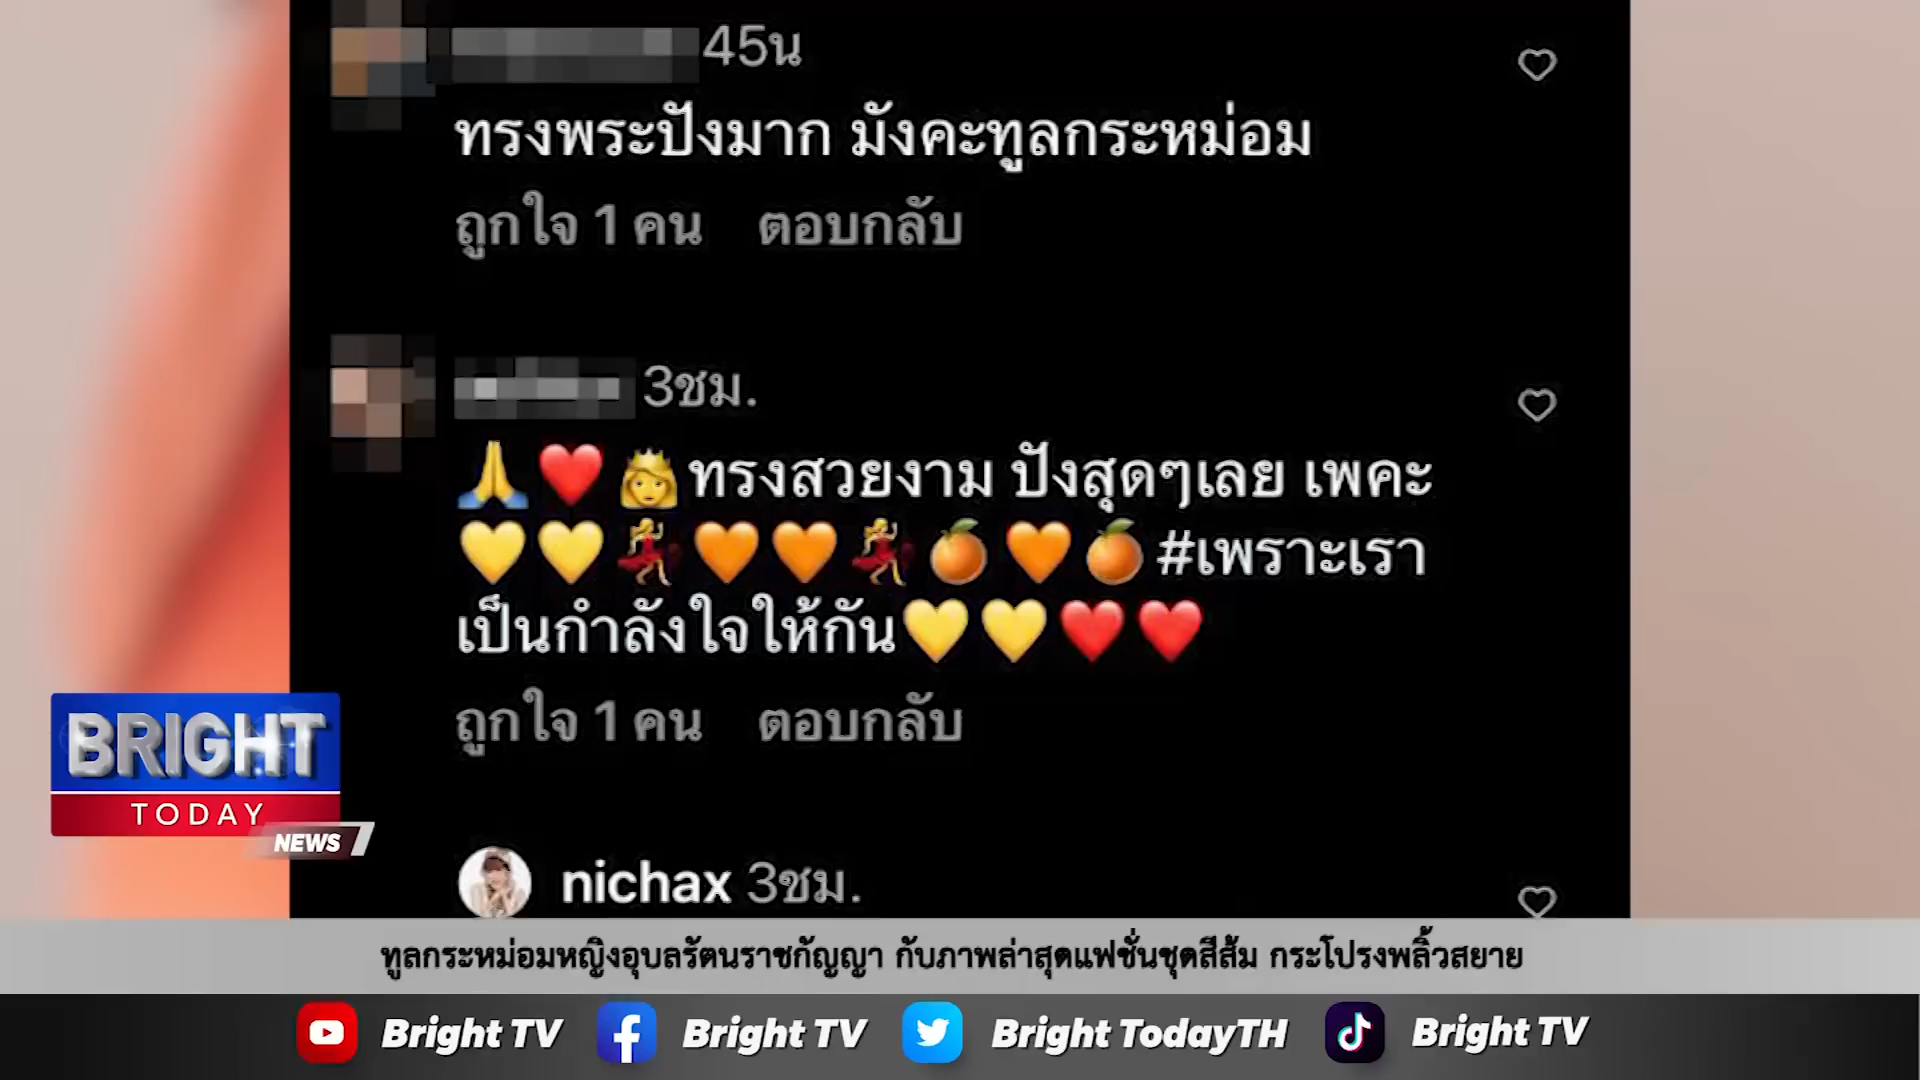 45น
ทรงพระปังมาก มังคะทูลกระหม่อม
ถูกใจ 1 คน ตอบกลับ
3ชม.
🙏❤️👸ทรงสวยงาม ปังสุดๆเลย เพคะ
💛💛💃🧡🧡💃🍊🧡🍊#เพราะเรา
เป็นกำลังใจให้กัน💛💛❤️❤️
ถูกใจ 1 คน ตอบกลับ
nichax 3ชม.
BRIGHT
TODAY
NEWS
ทูลกระหม่อมหญิงอุบลรัตนราชกัญญา กับภาพล่าสุดแฟชั่นชุดสีส้ม กระโปรงพลิ้วสยาย
Bright TV Bright TV Bright TodayTH Bright TV